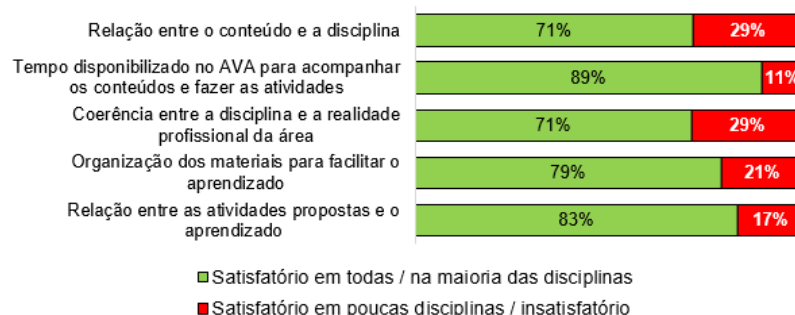 Relação entre o conteúdo e a disciplina
71%
29%
Tempo disponibilizado no AVA para acompanhar
os conteúdos e fazer as atividades
89%
11%
Coerência entre a disciplina e a realidade
profissional da área
71%
29%
Organização dos materiais para facilitar o
aprendizado
79%
21%
Relação entre as atividades propostas e o
aprendizado
83%
17%
Satisfatório em todas / na maioria das disciplinas
Satisfatório em poucas disciplinas / insatisfatório